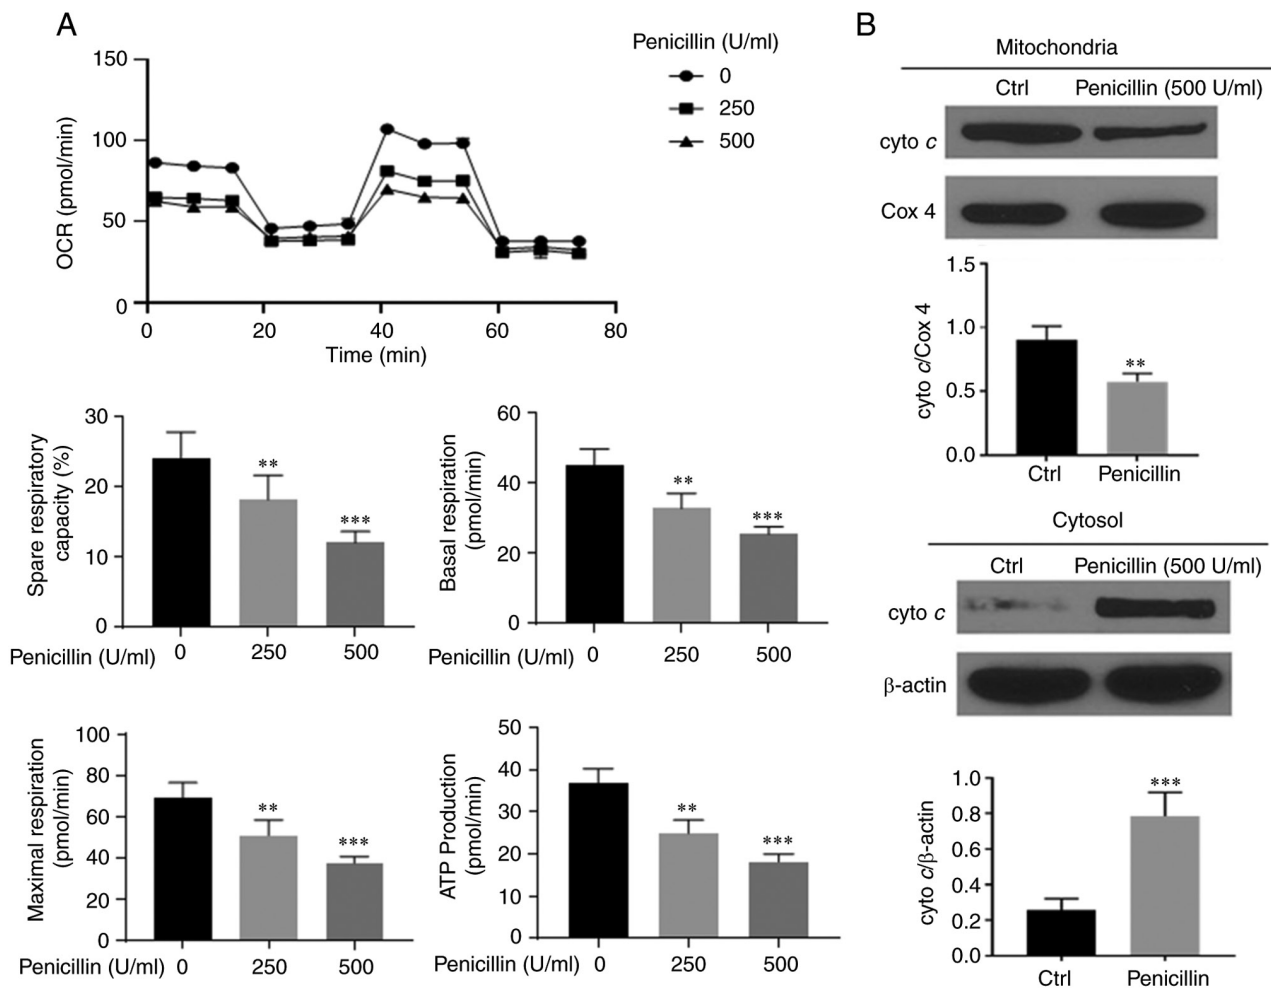 A
Penicillin (U/ml)
0
250
500
OCR (pmol/min)
150
100
50
0
0 20 40 60 80
Time (min)
Spare respiratory
capacity (%)
30
20
10
0
**
***
Penicillin (U/ml) 0 250 500
Basal respiration
(pmol/min)
60
40
20
0
**
***
Penicillin (U/ml) 0 250 500
Maximal respiration
(pmol/min)
100
80
60
40
20
0
**
***
Penicillin (U/ml) 0 250 500
ATP Production
(pmol/min)
50
40
30
20
10
0
**
***
Penicillin (U/ml) 0 250 500
B
Mitochondria
Ctrl Penicillin (500 U/ml)
cyto c
Cox 4
cyto c/Cox 4
1.5
1.0
0.5
0.0
**
Ctrl Penicillin
Cytosol
Ctrl Penicillin (500 U/ml)
cyto c
β-actin
cyto c/β-actin
1.0
0.8
0.6
0.4
0.2
0.0
***
Ctrl Penicillin